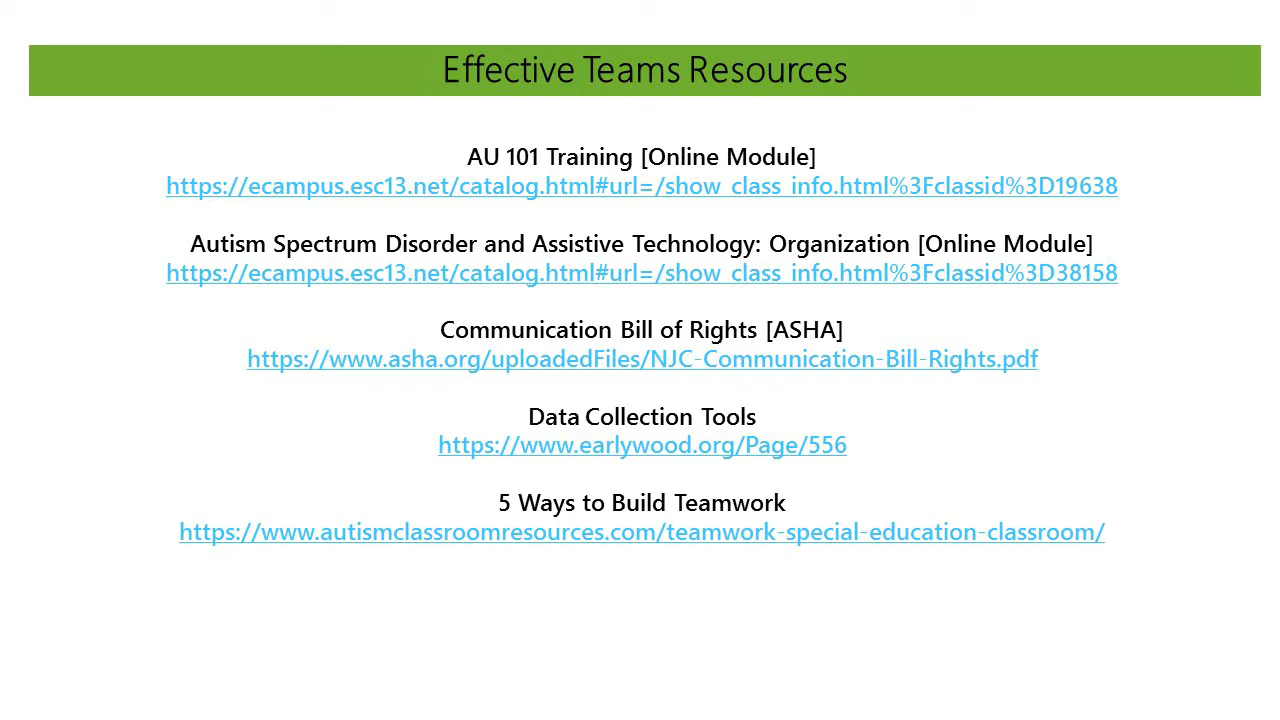 Effective Teams Resources
AU 101 Training [Online Module]
https://ecampus.esc13.net/catalog.html#url=/show_class_info.html%3Fclassid%3D19638
Autism Spectrum Disorder and Assistive Technology: Organization [Online Module]
https://ecampus.esc13.net/catalog.html#url=/show_class_info.html%3Fclassid%3D38158
Communication Bill of Rights [ASHA]
https://www.asha.org/uploadedFiles/NJC-Communication-Bill-Rights.pdf
Data Collection Tools
https://www.earlywood.org/Page/556
5 Ways to Build Teamwork
https://www.autismclassroomresources.com/teamwork-special-education-classroom/